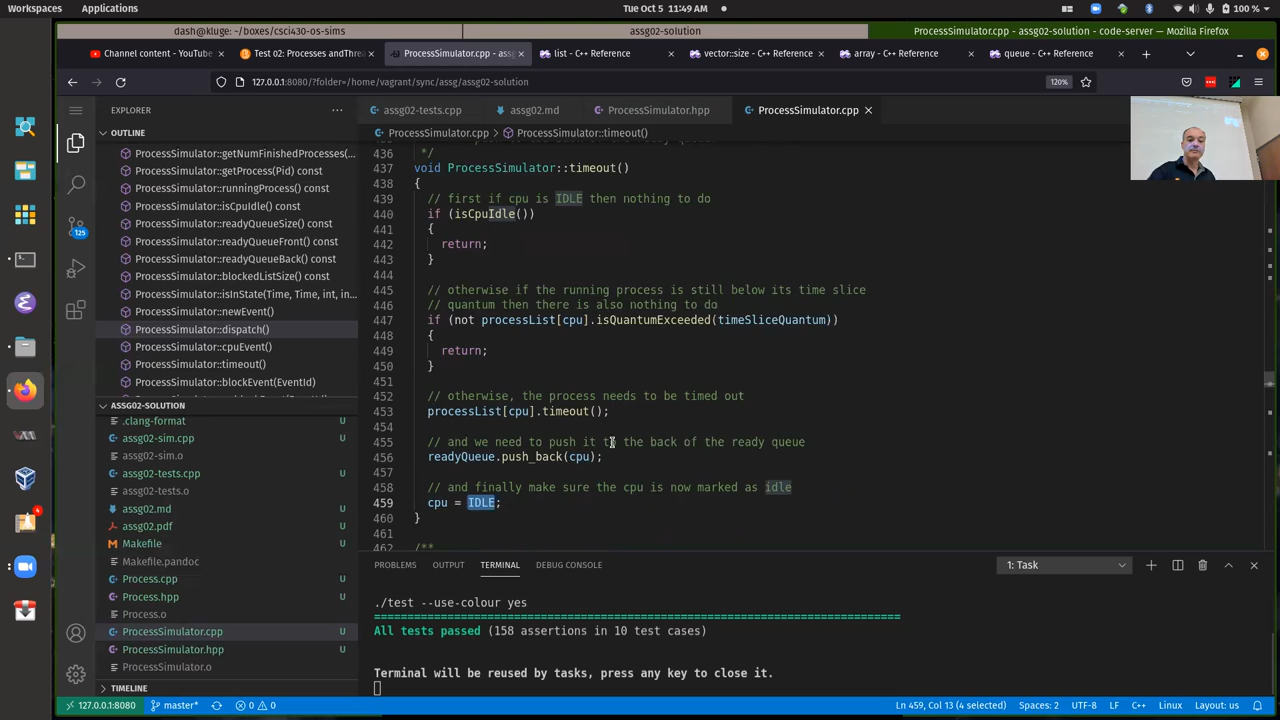 Workspaces Applications Tue Oct 5 11:49 AM 100 %
dash@kluge: ~/boxes/csci430-os-sims assg02-solution ProcessSimulator.cpp - assg02-solution - code-server — Mozilla Firefox
Channel content - YouTube Test 02: Processes andThrea ProcessSimulator.cpp - assg list - C++ Reference vector::size - C++ Reference array - C++ Reference queue - C++ Reference
127.0.0.1:8080/?folder=/home/vagrant/sync/assg/assg02-solution 120%
EXPLORER
OUTLINE
ProcessSimulator::getNumFinishedProcesses(...
ProcessSimulator::getProcess(Pid) const
ProcessSimulator::runningProcess() const
ProcessSimulator::isCpuIdle() const
ProcessSimulator::readyQueueSize() const
ProcessSimulator::readyQueueFront() const
ProcessSimulator::readyQueueBack() const
ProcessSimulator::blockedListSize() const
ProcessSimulator::isInState(Time, Time, int, in...
ProcessSimulator::newEvent()
ProcessSimulator::dispatch()
ProcessSimulator::cpuEvent()
ProcessSimulator::timeout()
ProcessSimulator::blockEvent(EventId)
ASSG02-SOLUTION
.clang-format U
assg02-sim.cpp U
assg02-sim.o
assg02-tests.cpp U
assg02-tests.o
assg02.md U
assg02.pdf U
Makefile U
Makefile.pandoc
Process.cpp U
Process.hpp U
Process.o
ProcessSimulator.cpp U
ProcessSimulator.hpp U
ProcessSimulator.o
TIMELINE
125
assg02-tests.cpp assg02.md ProcessSimulator.hpp ProcessSimulator.cpp
ProcessSimulator.cpp > ProcessSimulator::timeout()
436 */
437 void ProcessSimulator::timeout()
438 {
439 // first if cpu is IDLE then nothing to do
440 if (isCpuIdle())
441 {
442 return;
443 }
444
445 // otherwise if the running process is still below its time slice
446 // quantum then there is also nothing to do
447 if (not processList[cpu].isQuantumExceeded(timeSliceQuantum))
448 {
449 return;
450 }
451
452 // otherwise, the process needs to be timed out
453 processList[cpu].timeout();
454
455 // and we need to push it to the back of the ready queue
456 readyQueue.push_back(cpu);
457
458 // and finally make sure the cpu is now marked as idle
459 cpu = IDLE;
460 }
461
462 /**
PROBLEMS OUTPUT TERMINAL DEBUG CONSOLE 1: Task
./test --use-colour yes
===============================================================================
All tests passed (158 assertions in 10 test cases)
Terminal will be reused by tasks, press any key to close it.
127.0.0.1:8080 master* 0 0 Ln 459, Col 13 (4 selected) Spaces: 2 UTF-8 LF C++ Linux Layout: us